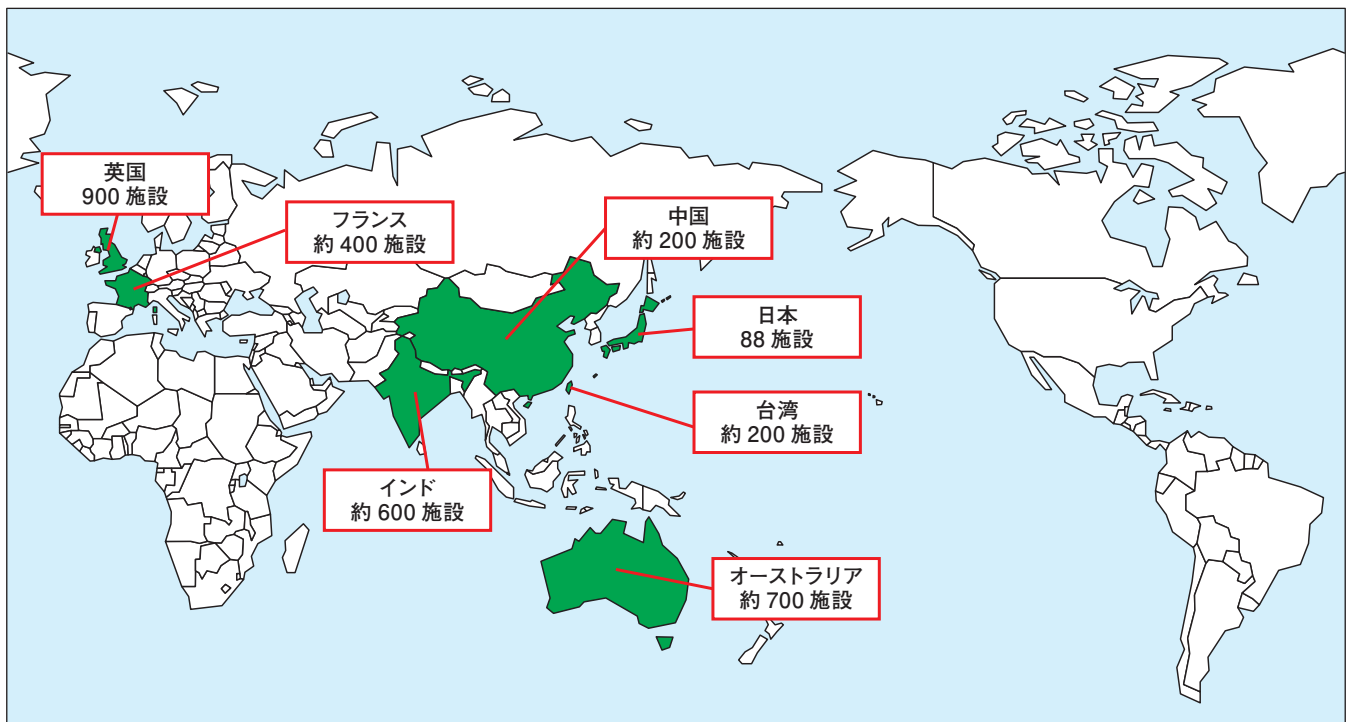 英国
900 施設
フランス
約 400 施設
中国
約 200 施設
日本
88 施設
台湾
約 200 施設
インド
約 600 施設
オーストラリア
約 700 施設